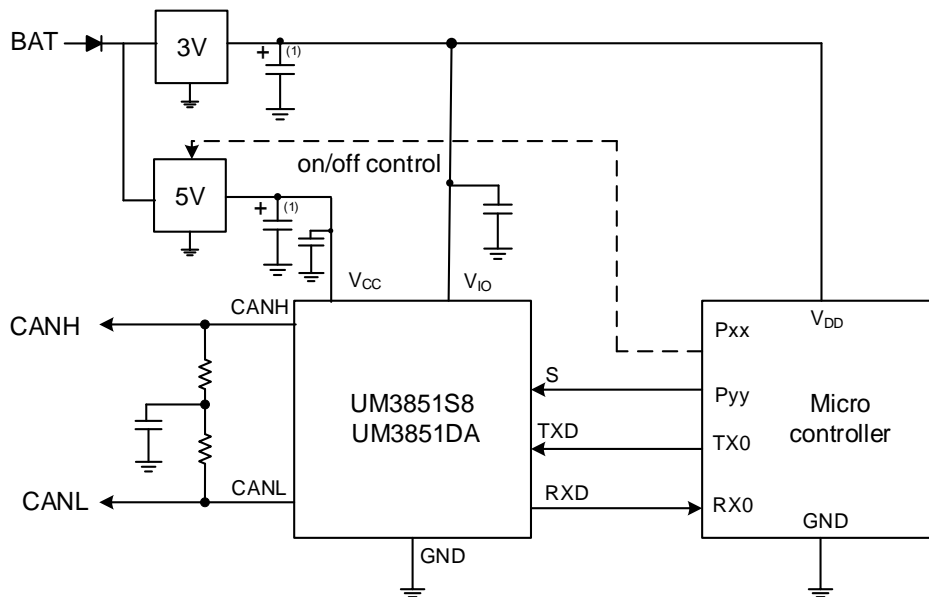 BAT
3V
+ (1)
on/off control
5V
+ (1)
VCC
VIO
CANH
CANH
VDD
Pxx
S
Pyy
UM3851S8
UM3851DA
Micro
controller
TXD
TX0
CANL
CANL
RXD
RX0
GND
GND